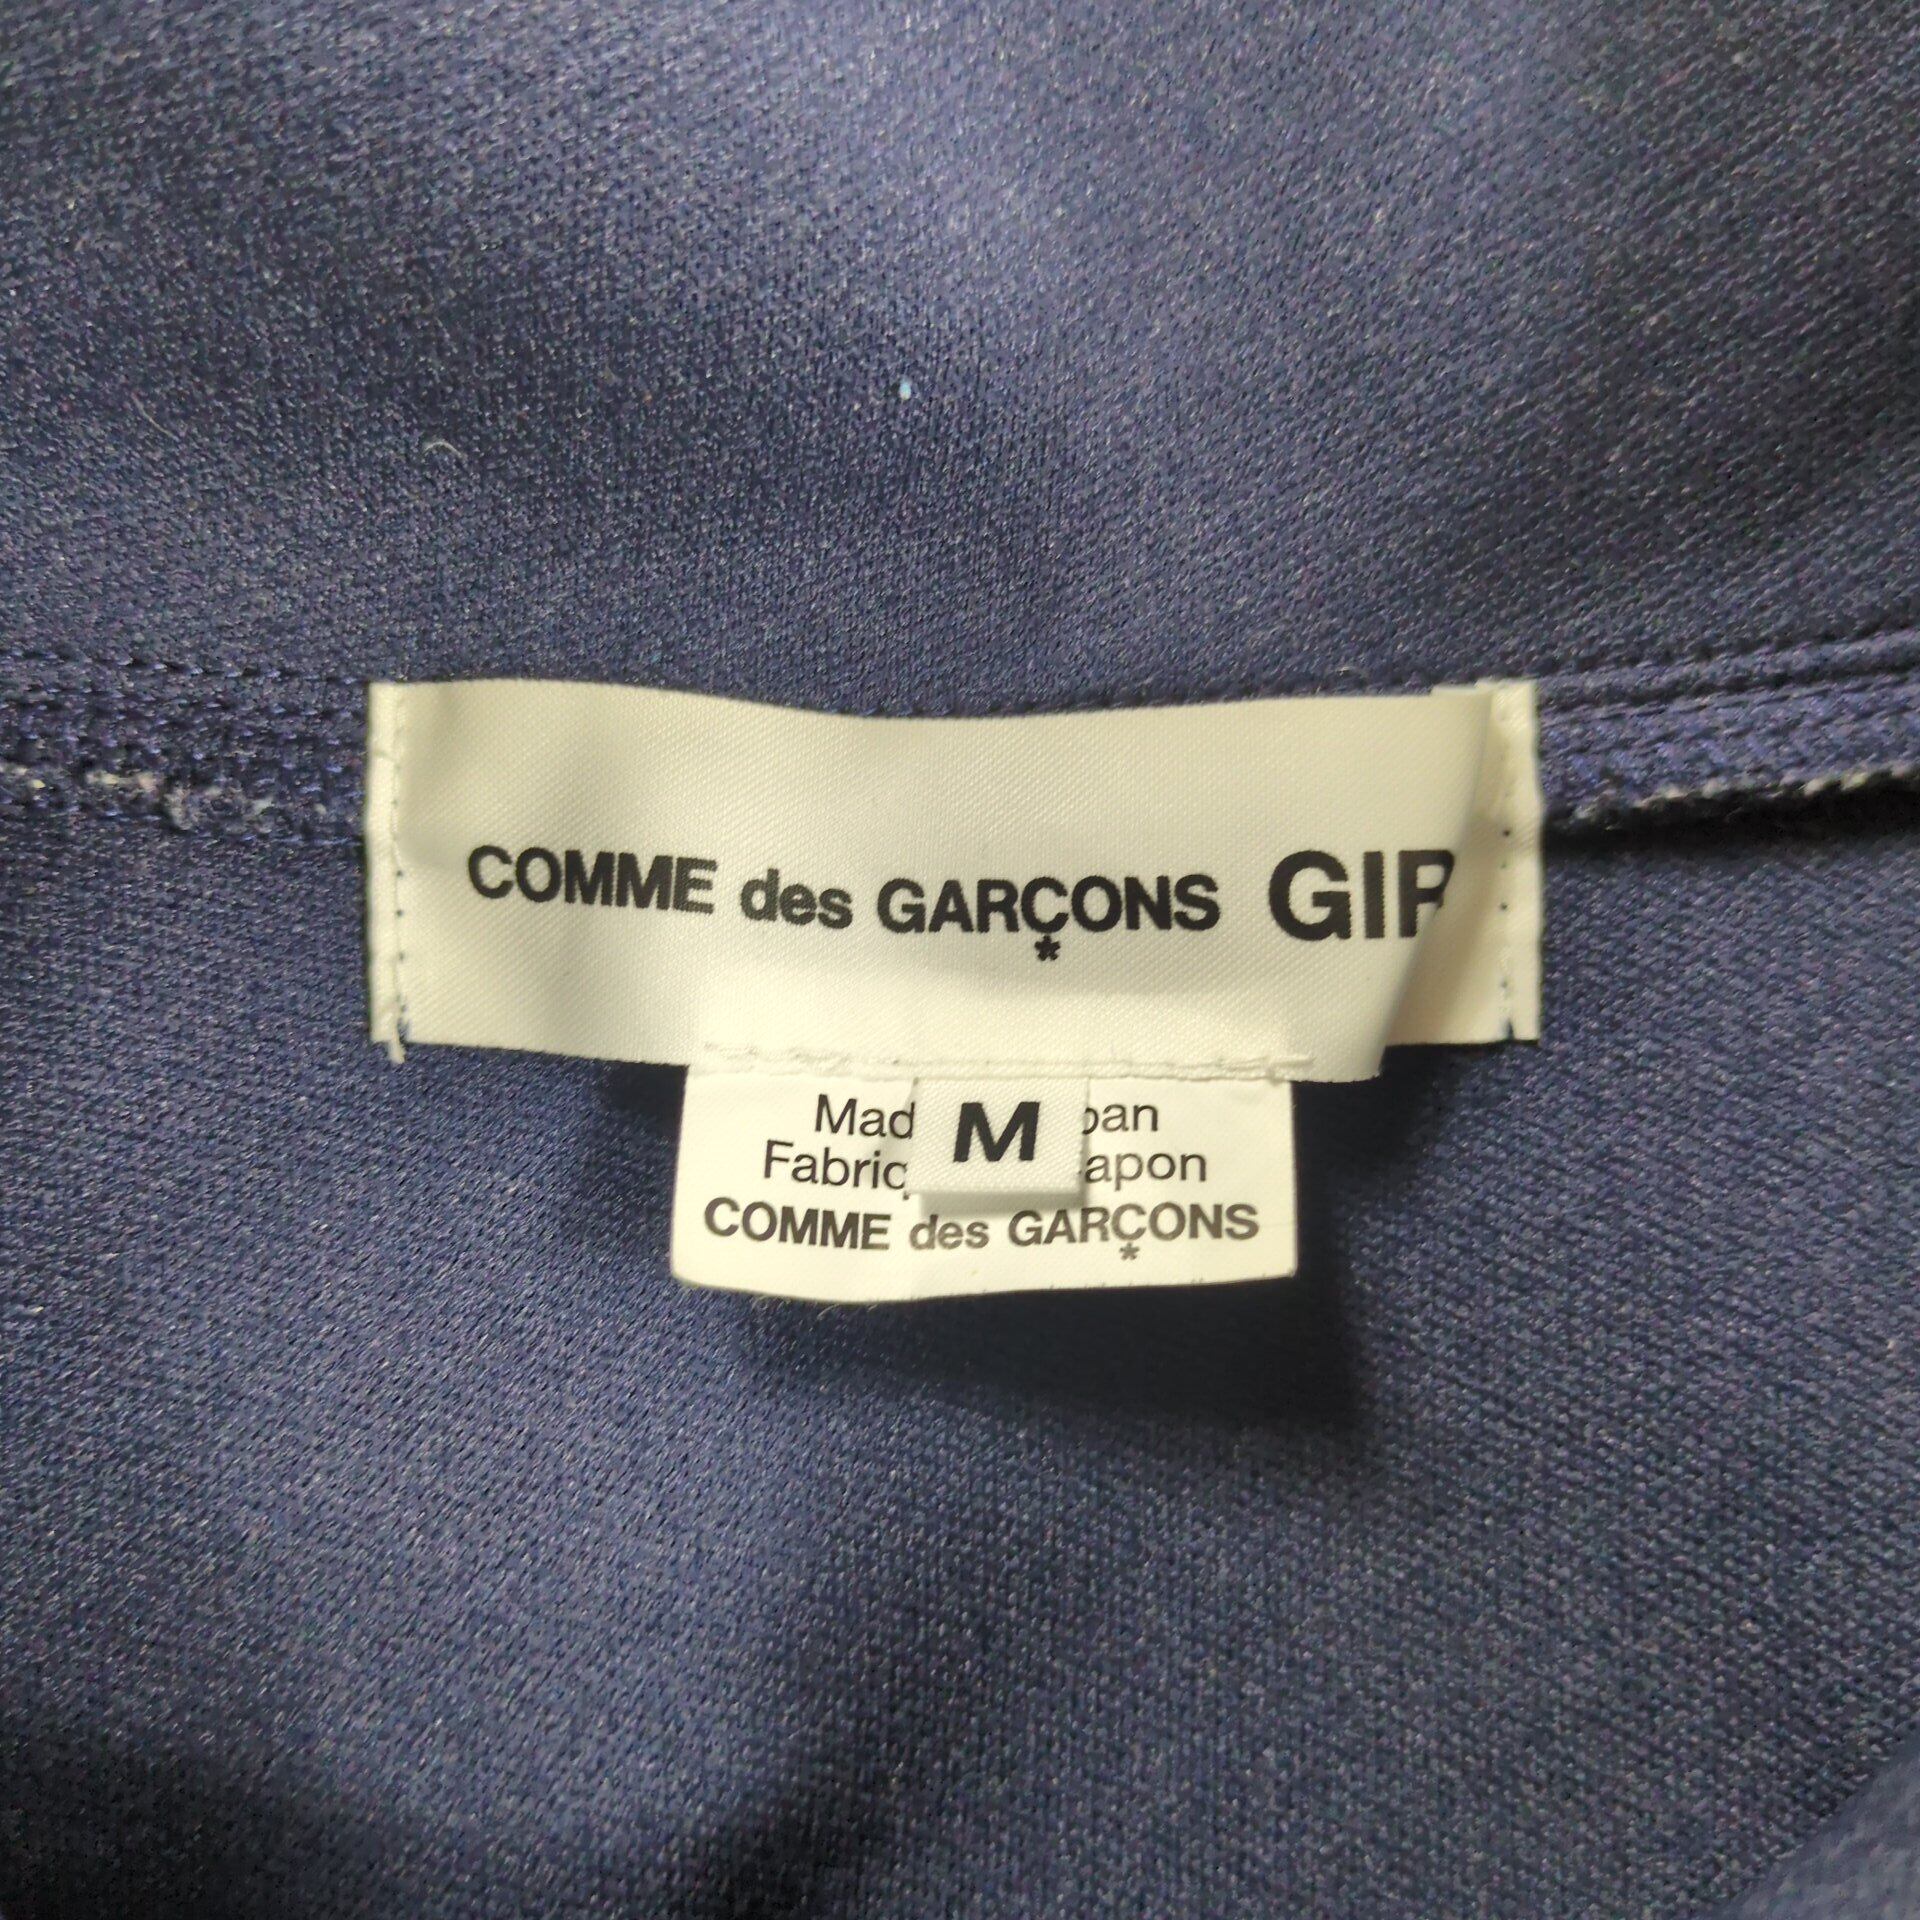 COMME des GARÇONS GIR
*
M
Mad pan
Fabriq apon
COMME des GARÇONS
*